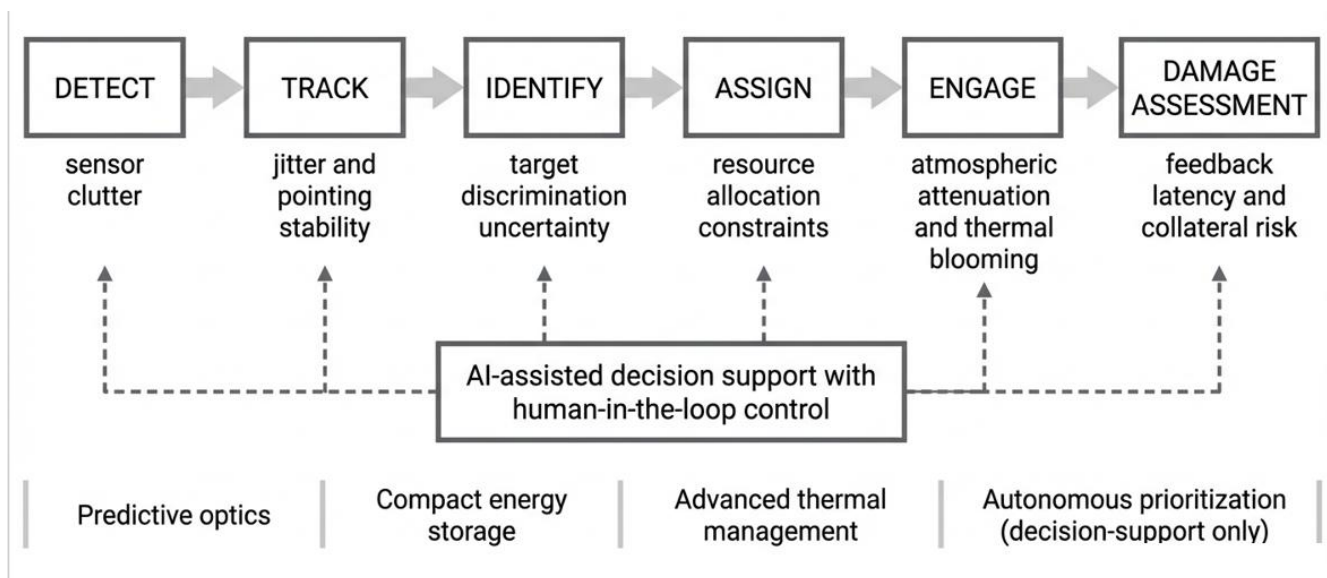 DETECT
TRACK
IDENTIFY
ASSIGN
ENGAGE
DAMAGE
ASSESSMENT
sensor
clutter
jitter and
pointing
stability
target
discrimination
uncertainty
resource
allocation
constraints
atmospheric
attenuation
and thermal
blooming
feedback
latency and
collateral risk
AI-assisted decision support with
human-in-the-loop control
Predictive optics
Compact energy
storage
Advanced thermal
management
Autonomous prioritization
(decision-support only)